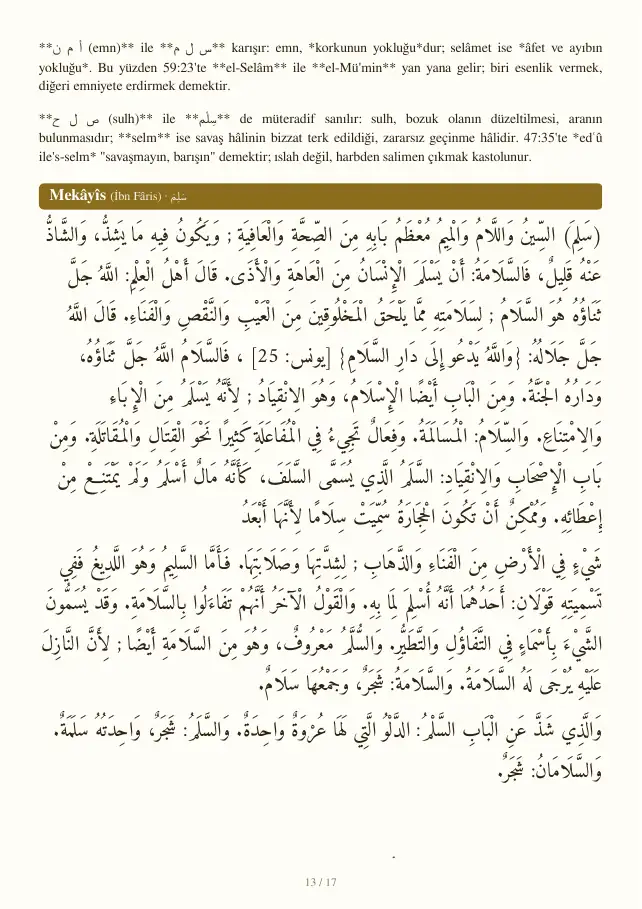 **أ م ن (emn)** ile **س ل م** karışır: emn, *korkunun yokluğu*dur; selâmet ise *âfet ve ayıbın
yokluğu*. Bu yüzden 59:23'te **el-Selâm** ile **el-Mü'min** yan yana gelir; biri esenlik vermek,
diğeri emniyete erdirmek demektir.
**ص ل ح (sulh)** ile **سِلْم** de müteradif sanılır: sulh, bozuk olanın düzeltilmesi, aranın
bulunmasıdır; **selm** ise savaş hâlinin bizzat terk edildiği, zararsız geçinme hâlidir. 47:35'te *ed'û
ile's-selm* "savaşmayın, barışın" demektir; ıslah değil, harbden salimen çıkmak kastolunur.
Mekâyîs (İbn Fâris) · سَلِمَ
(سَلِمَ) السِّينُ وَاللَّامُ وَالْمِيمُ مُعْظَمُ بَابِهِ مِنَ الصِّحَّةِ وَالْعَافِيَةِ ; وَيَكُونُ فِيهِ مَا يَشِذُّ، وَالشَّاذُّ
عَنْهُ قَلِيلٌ، فَالسَّلَامَةُ: أَنْ يَسْلَمَ الْإِنْسَانُ مِنَ الْعَاهَةِ وَالْأَذَى. قَالَ أَهْلُ الْعِلْمِ: اللَّهُ جَلَّ
ثَنَاؤُهُ هُوَ السَّلَامُ ; لِسَلَامَتِهِ مِمَّا يَلْحَقُ الْمَخْلُوقِينَ مِنَ الْعَيْبِ وَالنَّقْصِ وَالْفَنَاءِ. قَالَ اللَّهُ
جَلَّ جَلَالُهُ: {وَاللَّهُ يَدْعُو إِلَى دَارِ السَّلَامِ} [يونس: 25] ، فَالسَّلَامُ اللَّهُ جَلَّ ثَنَاؤُهُ،
وَدَارُهُ الْجَنَّةُ. وَمِنَ الْبَابِ أَيْضًا الْإِسْلَامُ، وَهُوَ الِانْقِيَادُ ; لِأَنَّهُ يَسْلَمُ مِنَ الْإِبَاءِ
وَالِامْتِنَاعِ. وَالسِّلَامُ: الْمُسَالَمَةُ. وَفِعَالٌ تَجِيءُ فِي الْمُفَاعَلَةِ كَثِيرًا نَحْوَ الْقِتَالِ وَالْمُقَاتَلَةِ. وَمِنْ
بَابِ الْإِصْحَابِ وَالِانْقِيَادِ: السَّلَمُ الَّذِي يُسَمَّى السَّلَفَ، كَأَنَّهُ مَالٌ أَسْلَمَ وَلَمْ يَمْتَنِعْ مِنْ
إِعْطَائِهِ. وَمُمْكِنٌ أَنْ تَكُونَ الْحِجَارَةُ سُمِّيَتْ سِلَامًا لِأَنَّهَا أَبْعَدُ
شَيْءٍ فِي الْأَرْضِ مِنَ الْفَنَاءِ وَالذَّهَابِ ; لِشِدَّتِهَا وَصَلَابَتِهَا. فَأَمَّا السَّلِيمُ وَهُوَ اللَّدِيغُ فَفِي
تَسْمِيَتِهِ قَوْلَانِ: أَحَدُهُمَا أَنَّهُ أُسْلِمَ لِمَا بِهِ. وَالْقَوْلُ الْآخَرُ أَنَّهُمْ تَفَاءَلُوا بِالسَّلَامَةِ. وَقَدْ يُسَمُّونَ
الشَّيْءَ بِأَسْمَاءٍ فِي التَّفَاؤُلِ وَالتَّطَيُّرِ. وَالسُّلَّمُ مَعْرُوفٌ، وَهُوَ مِنَ السَّلَامَةِ أَيْضًا ; لِأَنَّ النَّازِلَ
عَلَيْهِ يُرْجَى لَهُ السَّلَامَةُ. وَالسَّلَامَةُ: شَجَرٌ، وَجَمْعُهَا سَلَامٌ.
وَالَّذِي شَذَّ عَنِ الْبَابِ السَّلْمُ: الدَّلْوُ الَّتِي لَهَا عُرْوَةٌ وَاحِدَةٌ. وَالسَّلَمُ: شَجَرٌ، وَاحِدَتُهُ سَلَمَةٌ.
وَالسَّلَامَانُ: شَجَرٌ.
13 / 17